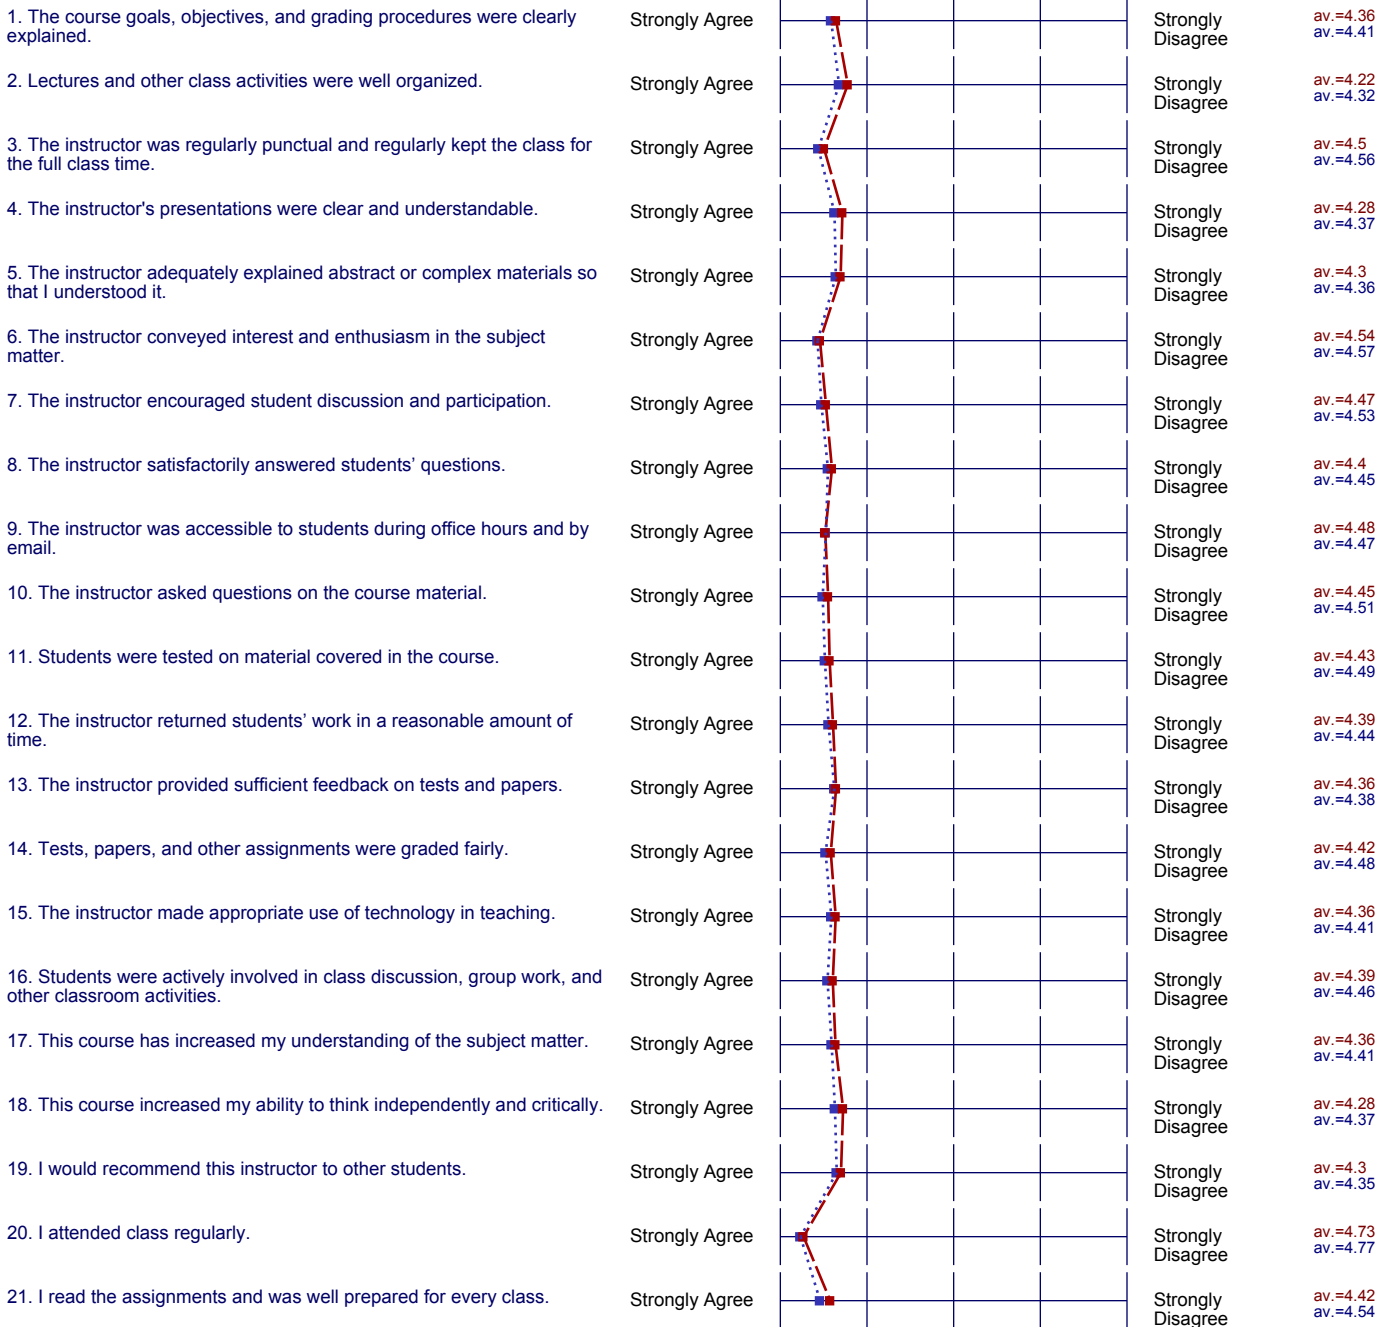 1. The course goals, objectives, and grading procedures were clearly
explained.
Strongly Agree
Strongly
Disagree
av.=4.36
av.=4.41
2. Lectures and other class activities were well organized.
Strongly Agree
Strongly
Disagree
av.=4.22
av.=4.32
3. The instructor was regularly punctual and regularly kept the class for
the full class time.
Strongly Agree
Strongly
Disagree
av.=4.5
av.=4.56
4. The instructor's presentations were clear and understandable.
Strongly Agree
Strongly
Disagree
av.=4.28
av.=4.37
5. The instructor adequately explained abstract or complex materials so
that I understood it.
Strongly Agree
Strongly
Disagree
av.=4.3
av.=4.36
6. The instructor conveyed interest and enthusiasm in the subject
matter.
Strongly Agree
Strongly
Disagree
av.=4.54
av.=4.57
7. The instructor encouraged student discussion and participation.
Strongly Agree
Strongly
Disagree
av.=4.47
av.=4.53
8. The instructor satisfactorily answered students’ questions.
Strongly Agree
Strongly
Disagree
av.=4.4
av.=4.45
9. The instructor was accessible to students during office hours and by
email.
Strongly Agree
Strongly
Disagree
av.=4.48
av.=4.47
10. The instructor asked questions on the course material.
Strongly Agree
Strongly
Disagree
av.=4.45
av.=4.51
11. Students were tested on material covered in the course.
Strongly Agree
Strongly
Disagree
av.=4.43
av.=4.49
12. The instructor returned students’ work in a reasonable amount of
time.
Strongly Agree
Strongly
Disagree
av.=4.39
av.=4.44
13. The instructor provided sufficient feedback on tests and papers.
Strongly Agree
Strongly
Disagree
av.=4.36
av.=4.38
14. Tests, papers, and other assignments were graded fairly.
Strongly Agree
Strongly
Disagree
av.=4.42
av.=4.48
15. The instructor made appropriate use of technology in teaching.
Strongly Agree
Strongly
Disagree
av.=4.36
av.=4.41
16. Students were actively involved in class discussion, group work, and
other classroom activities.
Strongly Agree
Strongly
Disagree
av.=4.39
av.=4.46
17. This course has increased my understanding of the subject matter.
Strongly Agree
Strongly
Disagree
av.=4.36
av.=4.41
18. This course increased my ability to think independently and critically.
Strongly Agree
Strongly
Disagree
av.=4.28
av.=4.37
19. I would recommend this instructor to other students.
Strongly Agree
Strongly
Disagree
av.=4.3
av.=4.35
20. I attended class regularly.
Strongly Agree
Strongly
Disagree
av.=4.73
av.=4.77
21. I read the assignments and was well prepared for every class.
Strongly Agree
Strongly
Disagree
av.=4.42
av.=4.54